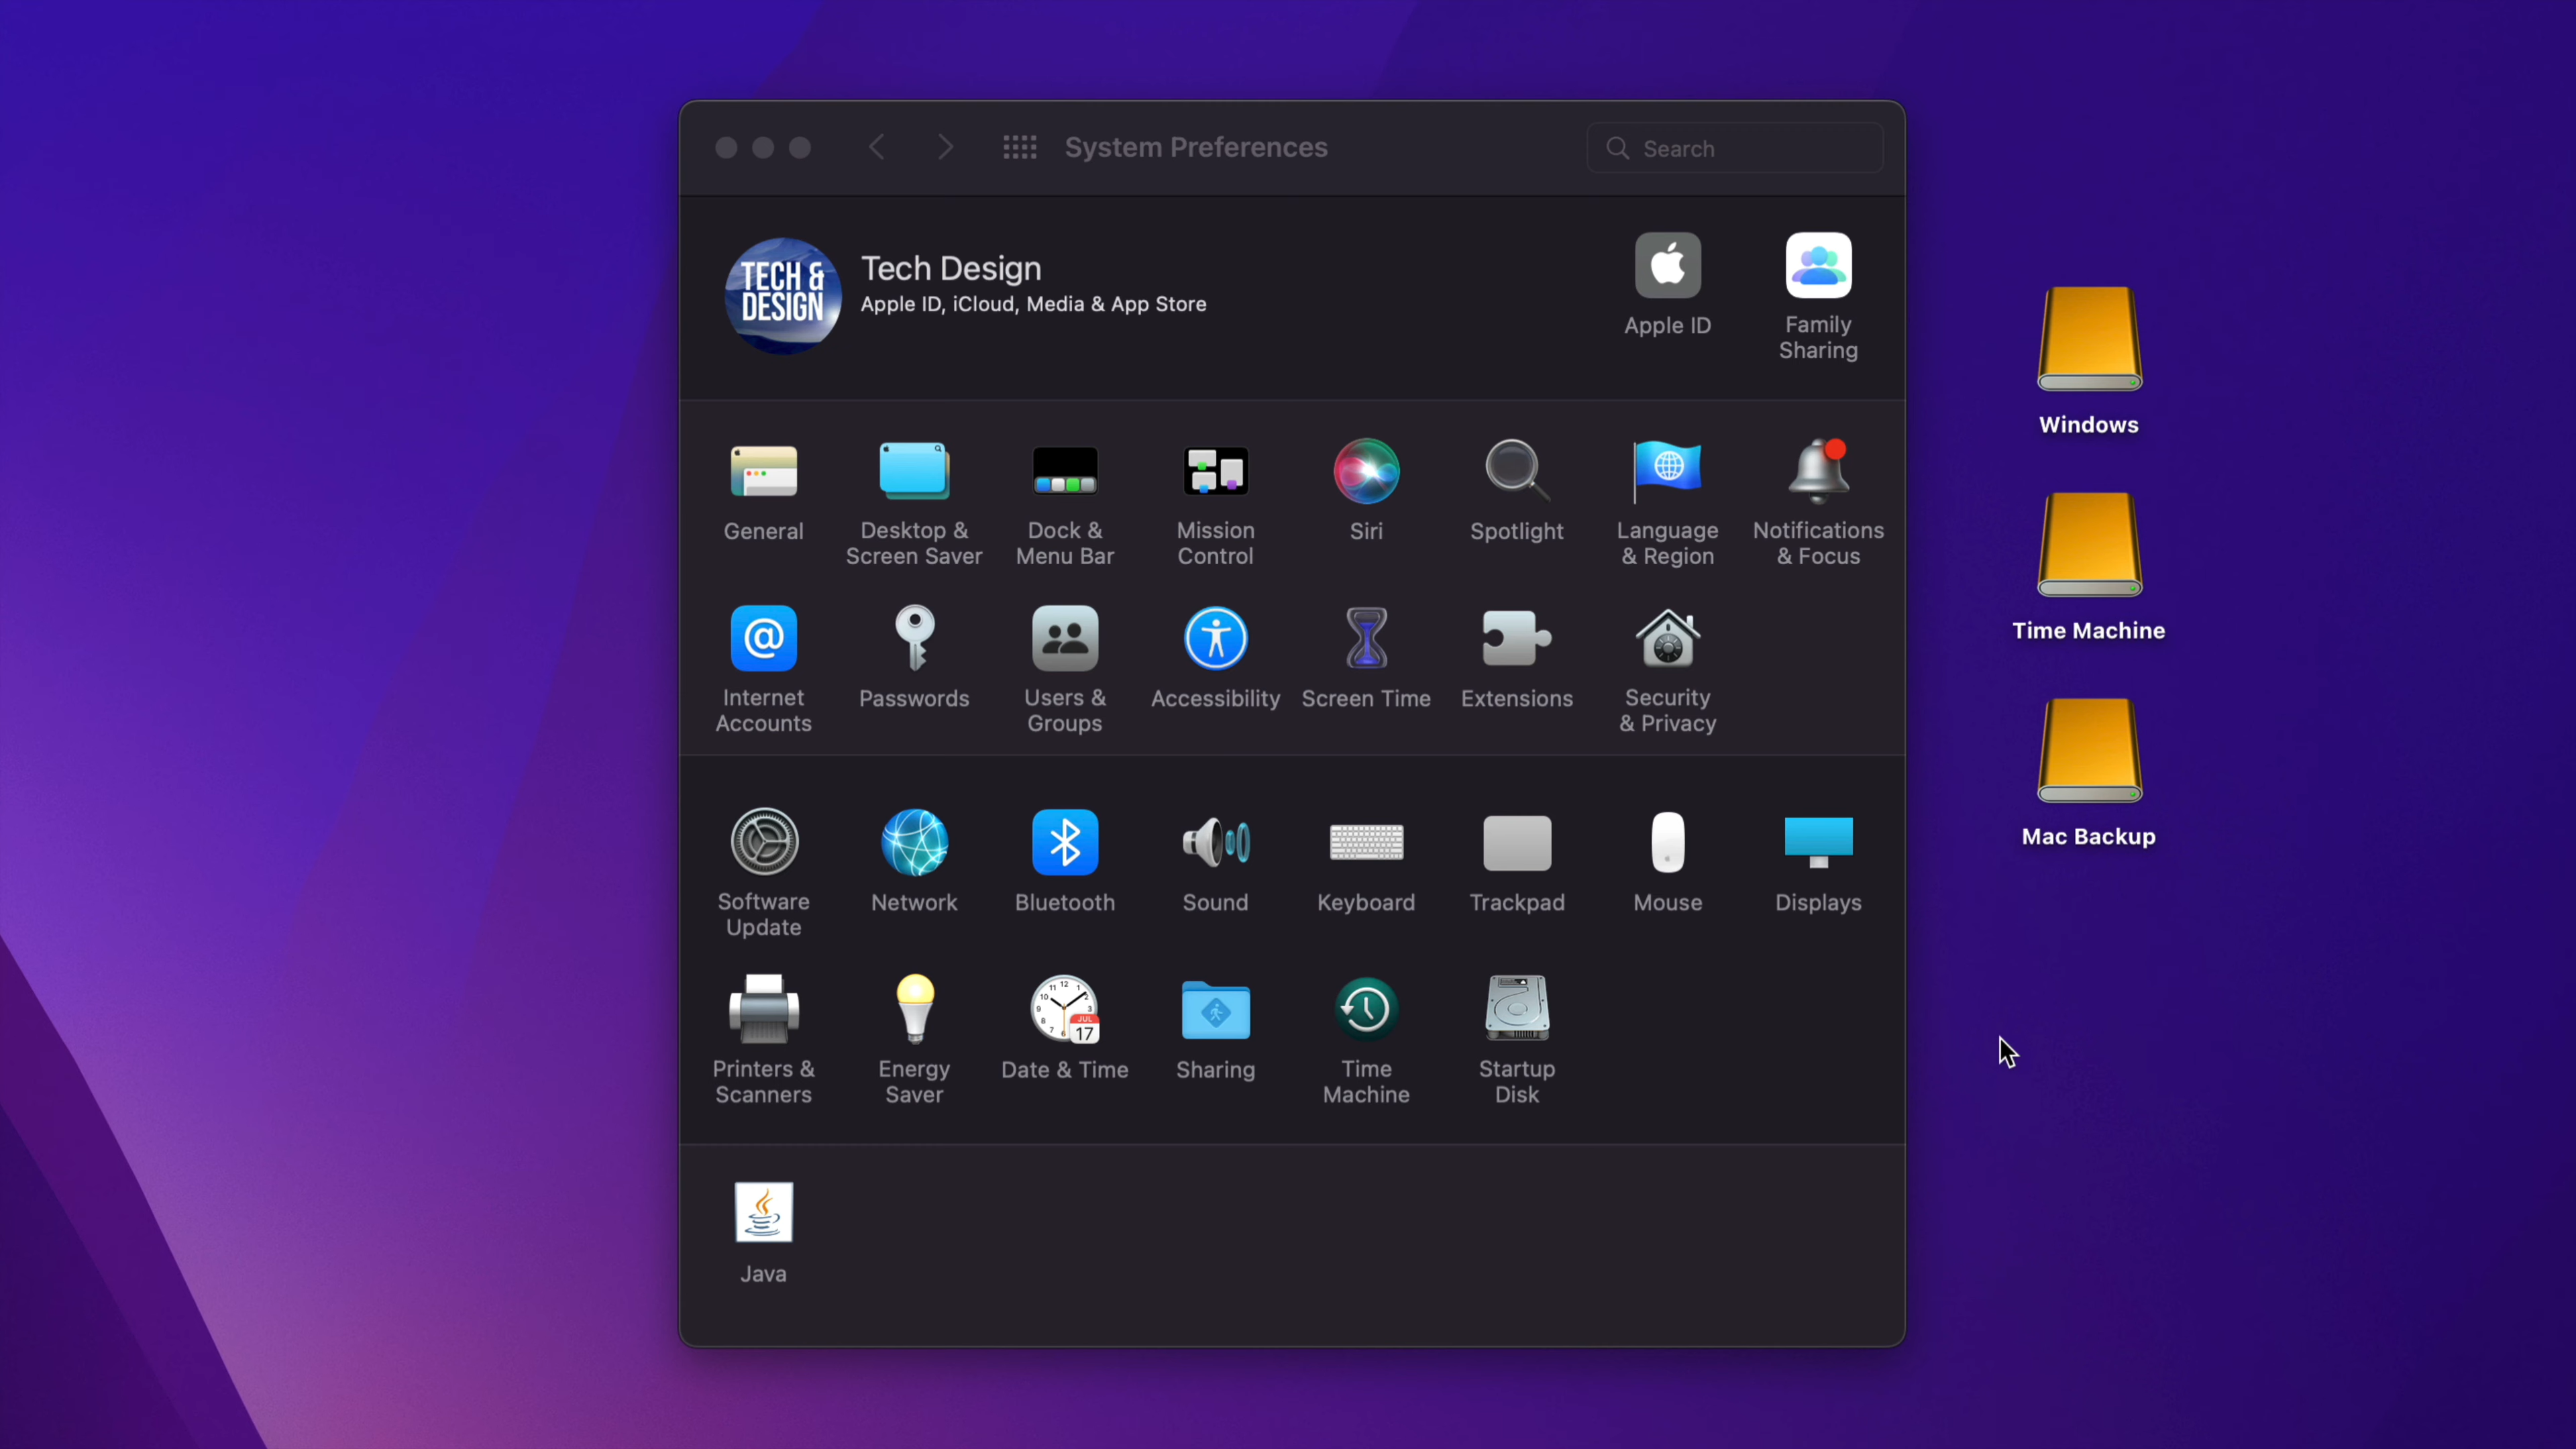 System Preferences
Search
TECH &
DESIGN
Tech Design
Apple ID, iCloud, Media & App Store
Apple ID
Family
Sharing
General
Desktop &
Screen Saver
Dock &
Menu Bar
Mission
Control
Siri
Spotlight
Language
& Region
Notifications
& Focus
Internet
Accounts
Passwords
Users &
Groups
Accessibility
Screen Time
Extensions
Security
& Privacy
Software
Update
Network
Bluetooth
Sound
Keyboard
Trackpad
Mouse
Displays
Printers &
Scanners
Energy
Saver
JUL
17
Date & Time
Sharing
Time
Machine
Startup
Disk
Java
Windows
Time Machine
Mac Backup